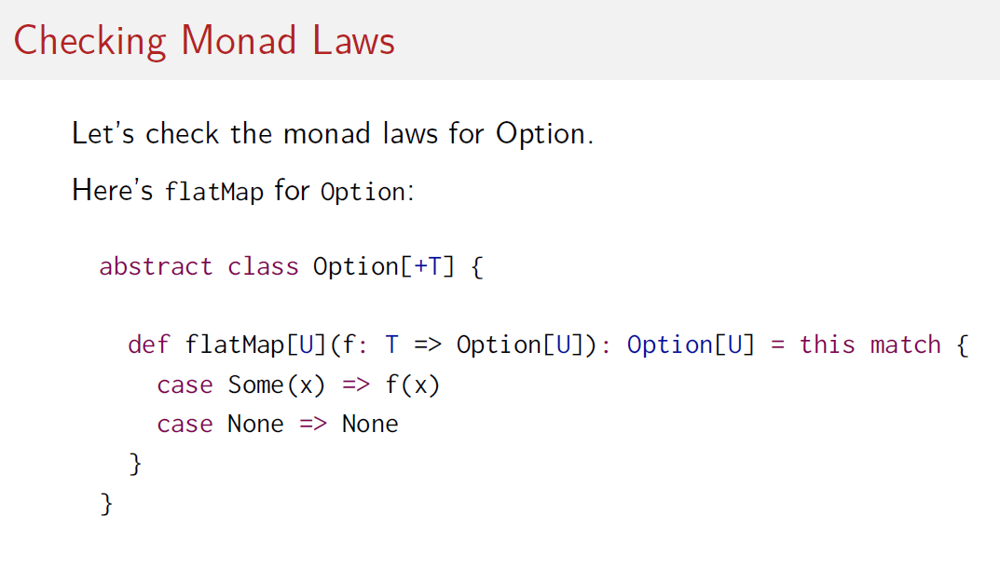 Checking Monad Laws
Let's check the monad laws for Option.
Here's flatMap for Option:
abstract class Option[+T] {
def flatMap[U](f: T => Option[U]): Option[U] = this match {
case Some(x) => f(x)
case None => None
}
}